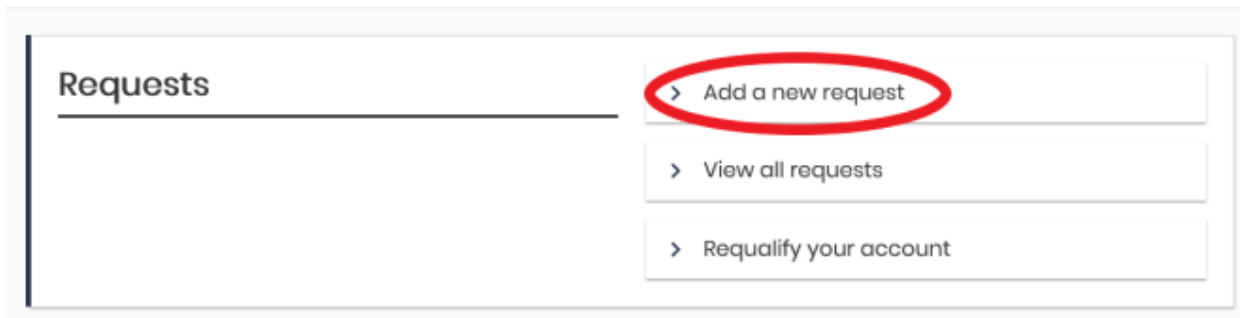 Requests
Add a new request
View all requests
Requalify your account